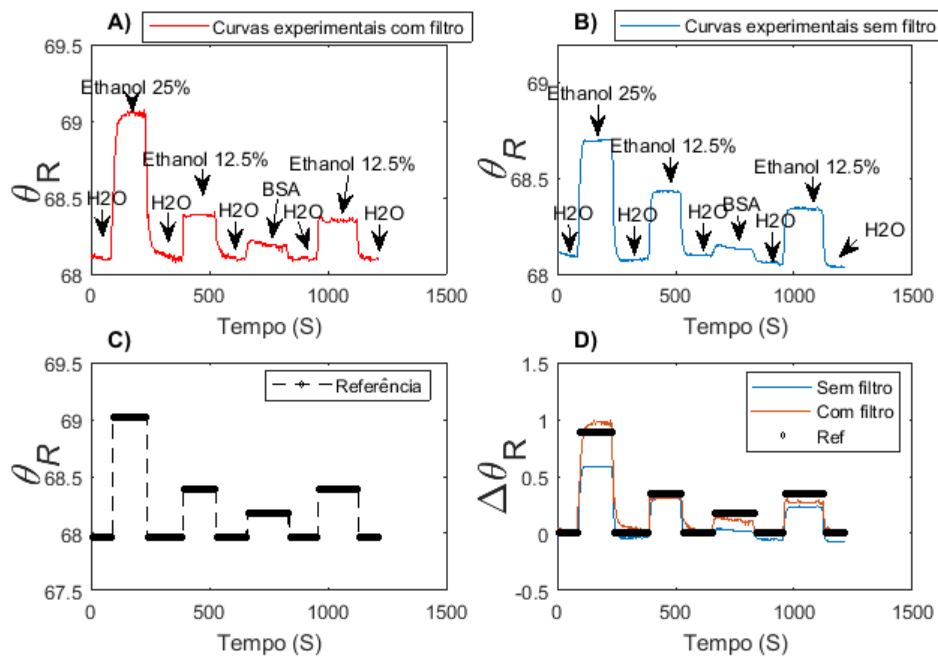 A)
Curvas experimentais com filtro
69.5
69
68.5
68
θR
Ethanol 25%
Ethanol 12.5%
Ethanol 12.5%
H2O
H2O
H2O
BSA
H2O
H2O
0
500
1000
1500
Tempo (S)
B)
Curvas experimentais sem filtro
69
68.5
68
θR
Ethanol 25%
Ethanol 12.5%
Ethanol 12.5%
H2O
H2O
H2O
BSA
H2O
H2O
0
500
1000
1500
Tempo (S)
C)
Referência
69.5
69
68.5
68
67.5
θR
0
500
1000
1500
Tempo (S)
D)
Sem filtro
Com filtro
Ref
1.5
1
0.5
0
-0.5
ΔθR
0
500
1000
1500
Tempo (S)